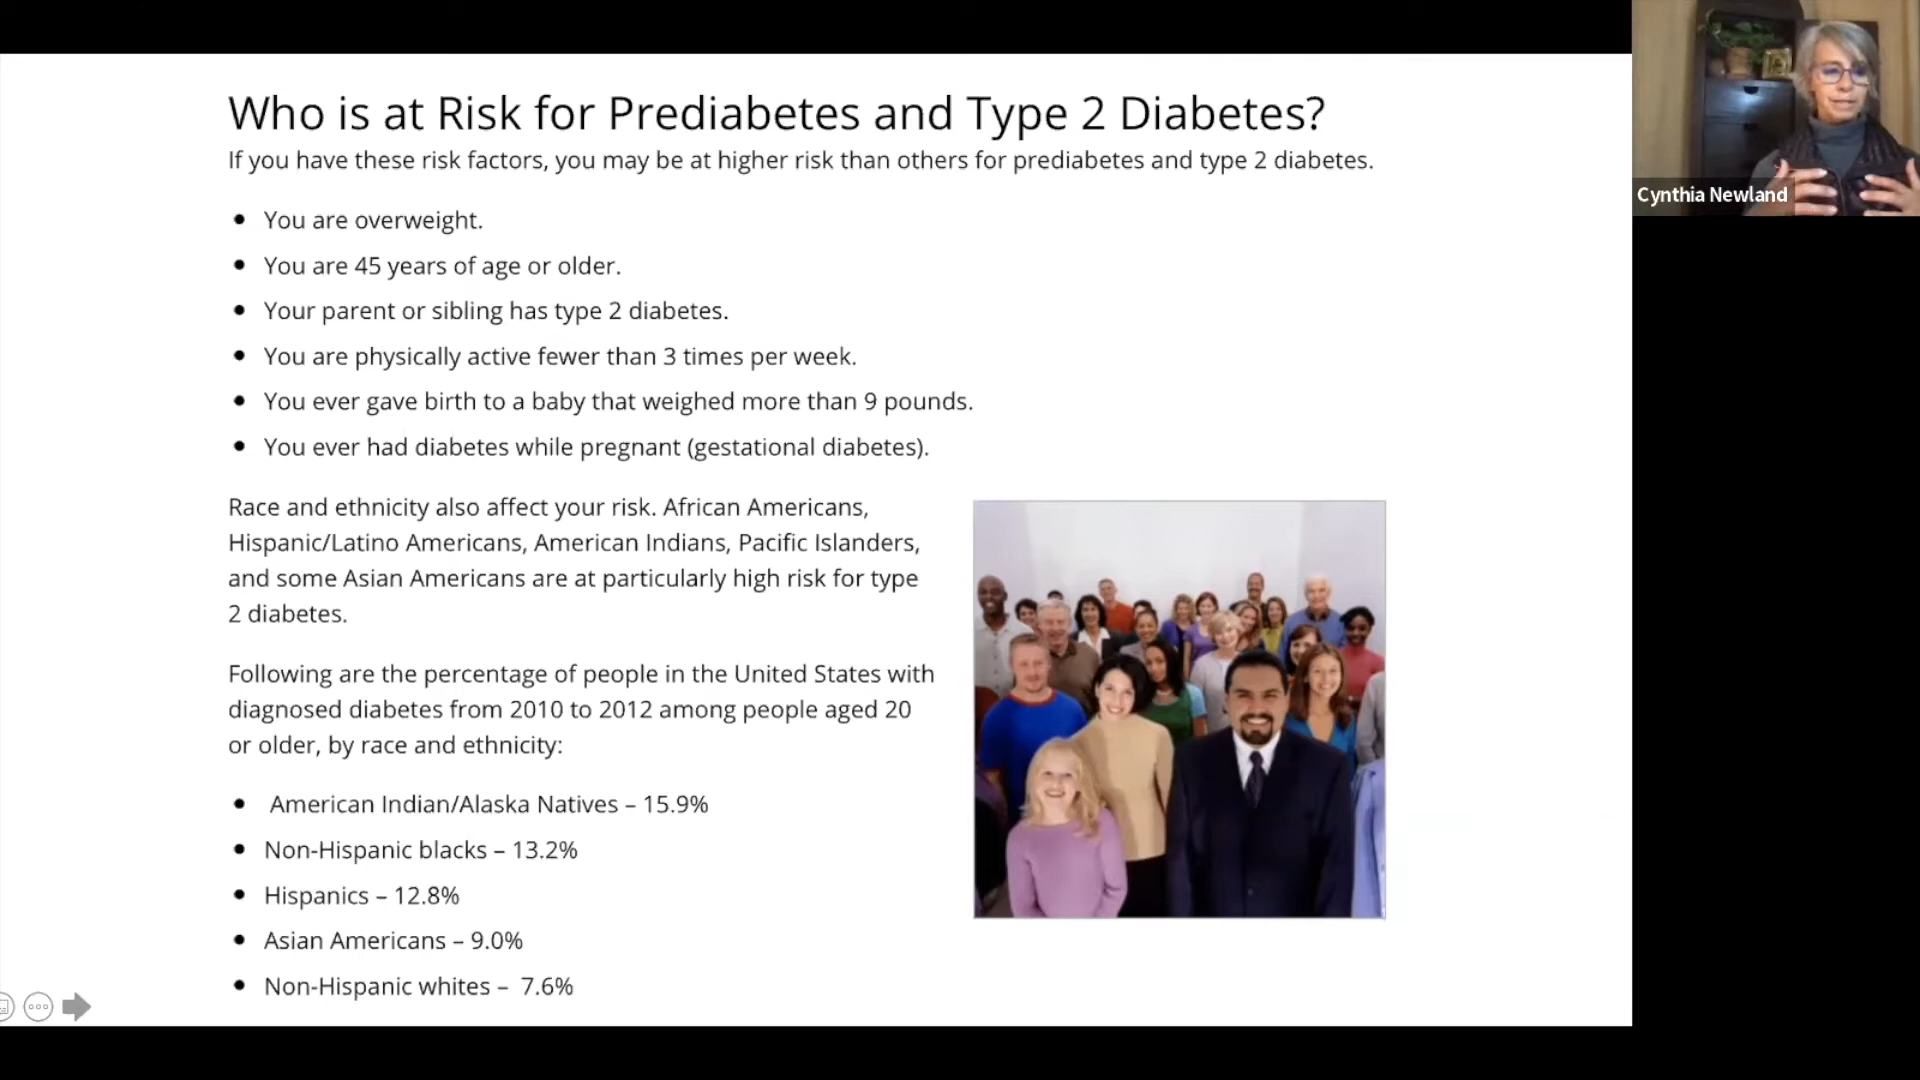 Who is at Risk for Prediabetes and Type 2 Diabetes?
If you have these risk factors, you may be at higher risk than others for prediabetes and type 2 diabetes.
• You are overweight.
• You are 45 years of age or older.
• Your parent or sibling has type 2 diabetes.
• You are physically active fewer than 3 times per week.
• You ever gave birth to a baby that weighed more than 9 pounds.
• You ever had diabetes while pregnant (gestational diabetes).
Race and ethnicity also affect your risk. African Americans,
Hispanic/Latino Americans, American Indians, Pacific Islanders,
and some Asian Americans are at particularly high risk for type
2 diabetes.
Following are the percentage of people in the United States with
diagnosed diabetes from 2010 to 2012 among people aged 20
or older, by race and ethnicity:
• American Indian/Alaska Natives – 15.9%
• Non-Hispanic blacks – 13.2%
• Hispanics – 12.8%
• Asian Americans – 9.0%
• Non-Hispanic whites – 7.6%
Cynthia Newland